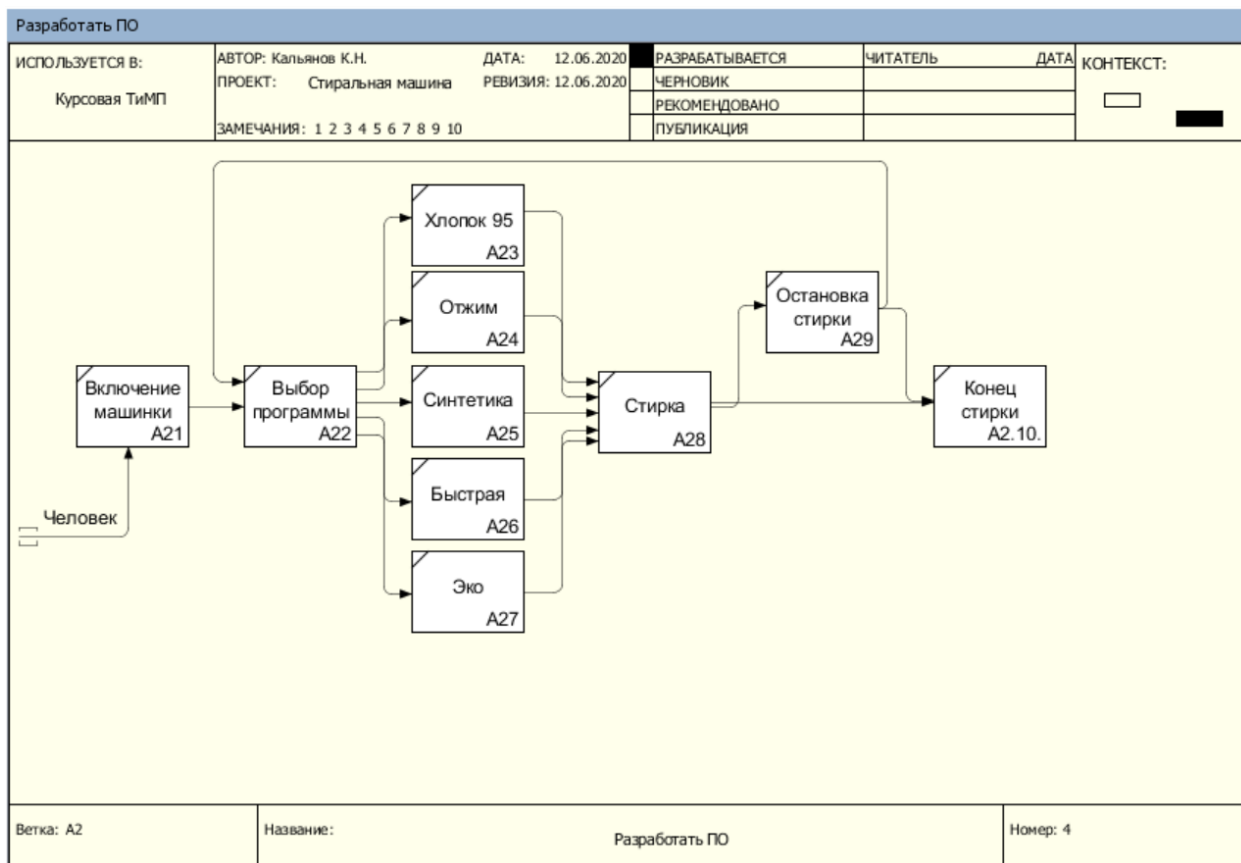 Разработать ПО
ИСПОЛЬЗУЕТСЯ В:
Курсовая ТиМП
АВТОР: Кальянов К.Н.
ДАТА: 12.06.2020
ПРОЕКТ: Стиральная машина
РЕВИЗИЯ: 12.06.2020
ЗАМЕЧАНИЯ: 1 2 3 4 5 6 7 8 9 10
РАЗРАБАТЫВАЕТСЯ
ЧЕРНОВИК
РЕКОМЕНДОВАНО
ПУБЛИКАЦИЯ
ЧИТАТЕЛЬ
ДАТА
КОНТЕКСТ:
Хлопок 95
A23
Отжим
A24
Остановка
стирки
A29
Включение
машинки
A21
Выбор
программы
A22
Синтетика
A25
Стирка
A28
Конец
стирки
A2.10.
Быстрая
A26
Человек
Эко
A27
Ветка: A2
Название:
Разработать ПО
Номер: 4